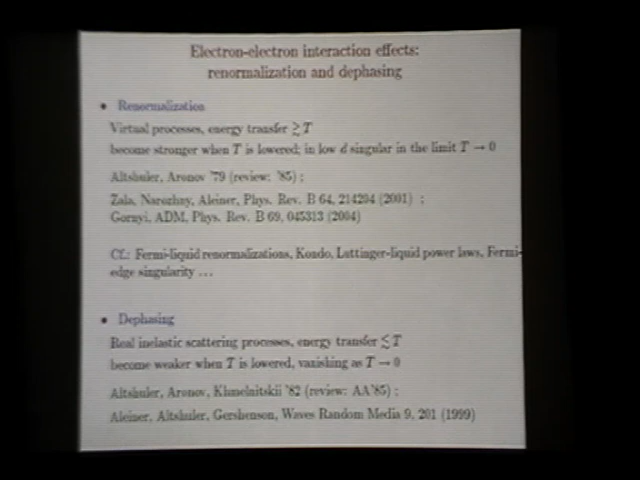 Electron-electron interaction effects:
renormalization and dephasing
• Renormalization
Virtual processes, energy transfer ≳ T
become stronger when T is lowered; in low d singular in the limit T → 0
Altshuler, Aronov '79 (review: '85) ;
Zala, Narozhny, Aleiner, Phys. Rev. B 64, 214204 (2001) ;
Gornyi, ADM, Phys. Rev. B 69, 045313 (2004)
Cf.: Fermi-liquid renormalizations, Kondo, Luttinger-liquid power laws, Fermi-
edge singularity ...
• Dephasing
Real inelastic scattering processes, energy transfer ≲ T
become weaker when T is lowered, vanishing as T → 0
Altshuler, Aronov, Khmelnitskii '82 (review: AA'85) ;
Aleiner, Altshuler, Gershenson, Waves Random Media 9, 201 (1999)